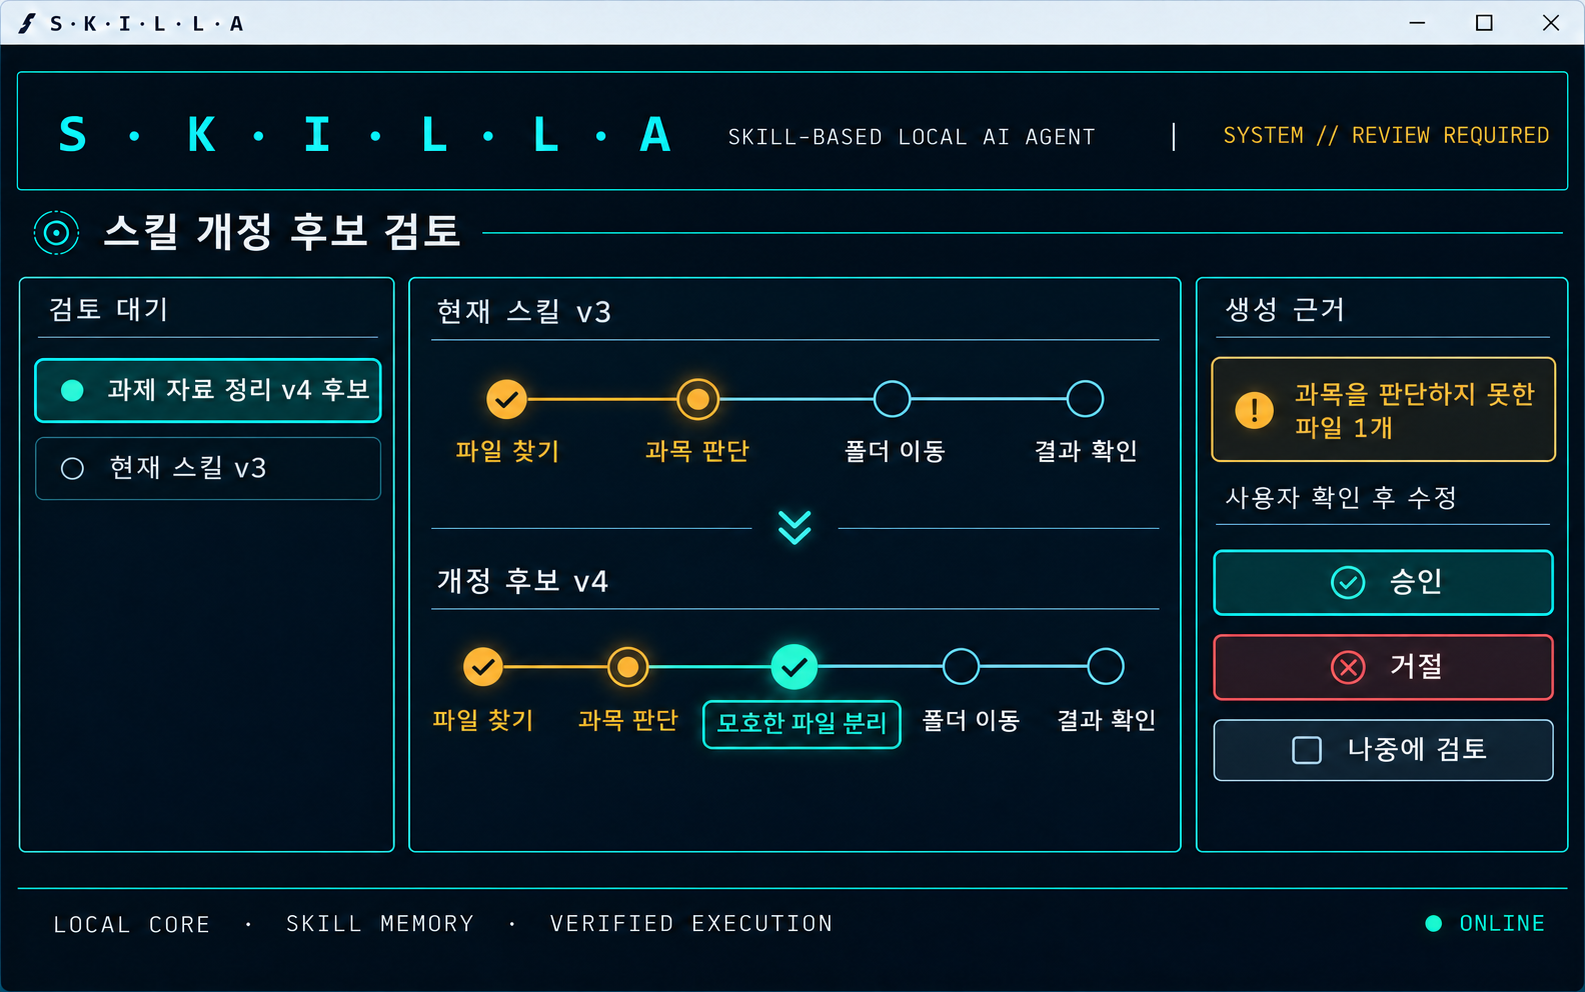 S·K·I·L·L·A
S·K·I·L·L·A
SKILL-BASED LOCAL AI AGENT
|
SYSTEM // REVIEW REQUIRED
스킬 개정 후보 검토
검토 대기
과제 자료 정리 v4 후보
현재 스킬 v3
현재 스킬 v3
파일 찾기
과목 판단
폴더 이동
결과 확인
개정 후보 v4
파일 찾기
과목 판단
모호한 파일 분리
폴더 이동
결과 확인
생성 근거
과목을 판단하지 못한
파일 1개
사용자 확인 후 수정
승인
거절
나중에 검토
LOCAL CORE · SKILL MEMORY · VERIFIED EXECUTION
ONLINE